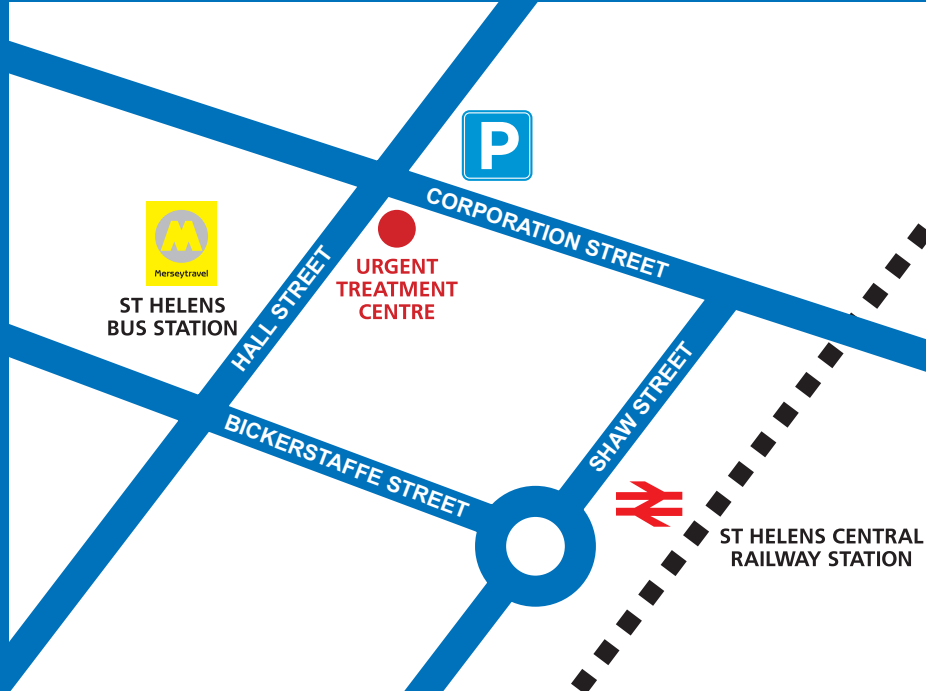 P
CORPORATION STREET
Merseytravel
ST HELENS
BUS STATION
HALL STREET
URGENT
TREATMENT
CENTRE
BICKERSTAFFE STREET
SHAW STREET
ST HELENS CENTRAL
RAILWAY STATION